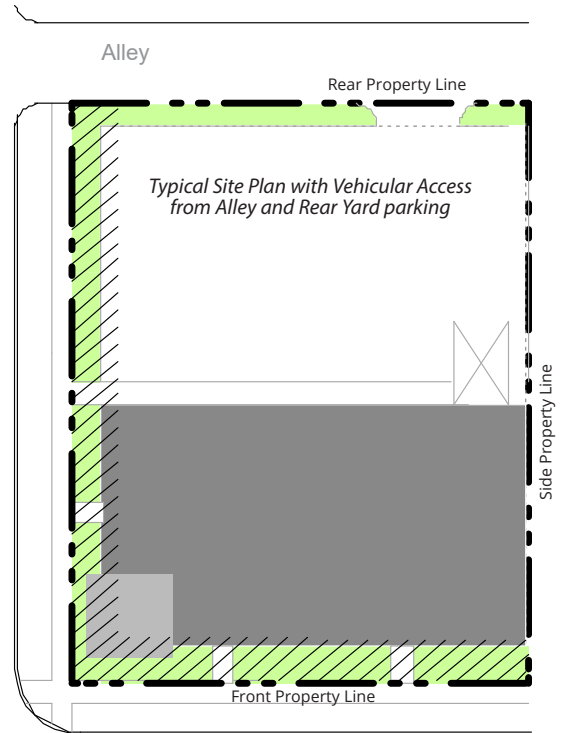 Alley
Rear Property Line
Typical Site Plan with Vehicular Access
from Alley and Rear Yard parking
Side Property Line
Front Property Line